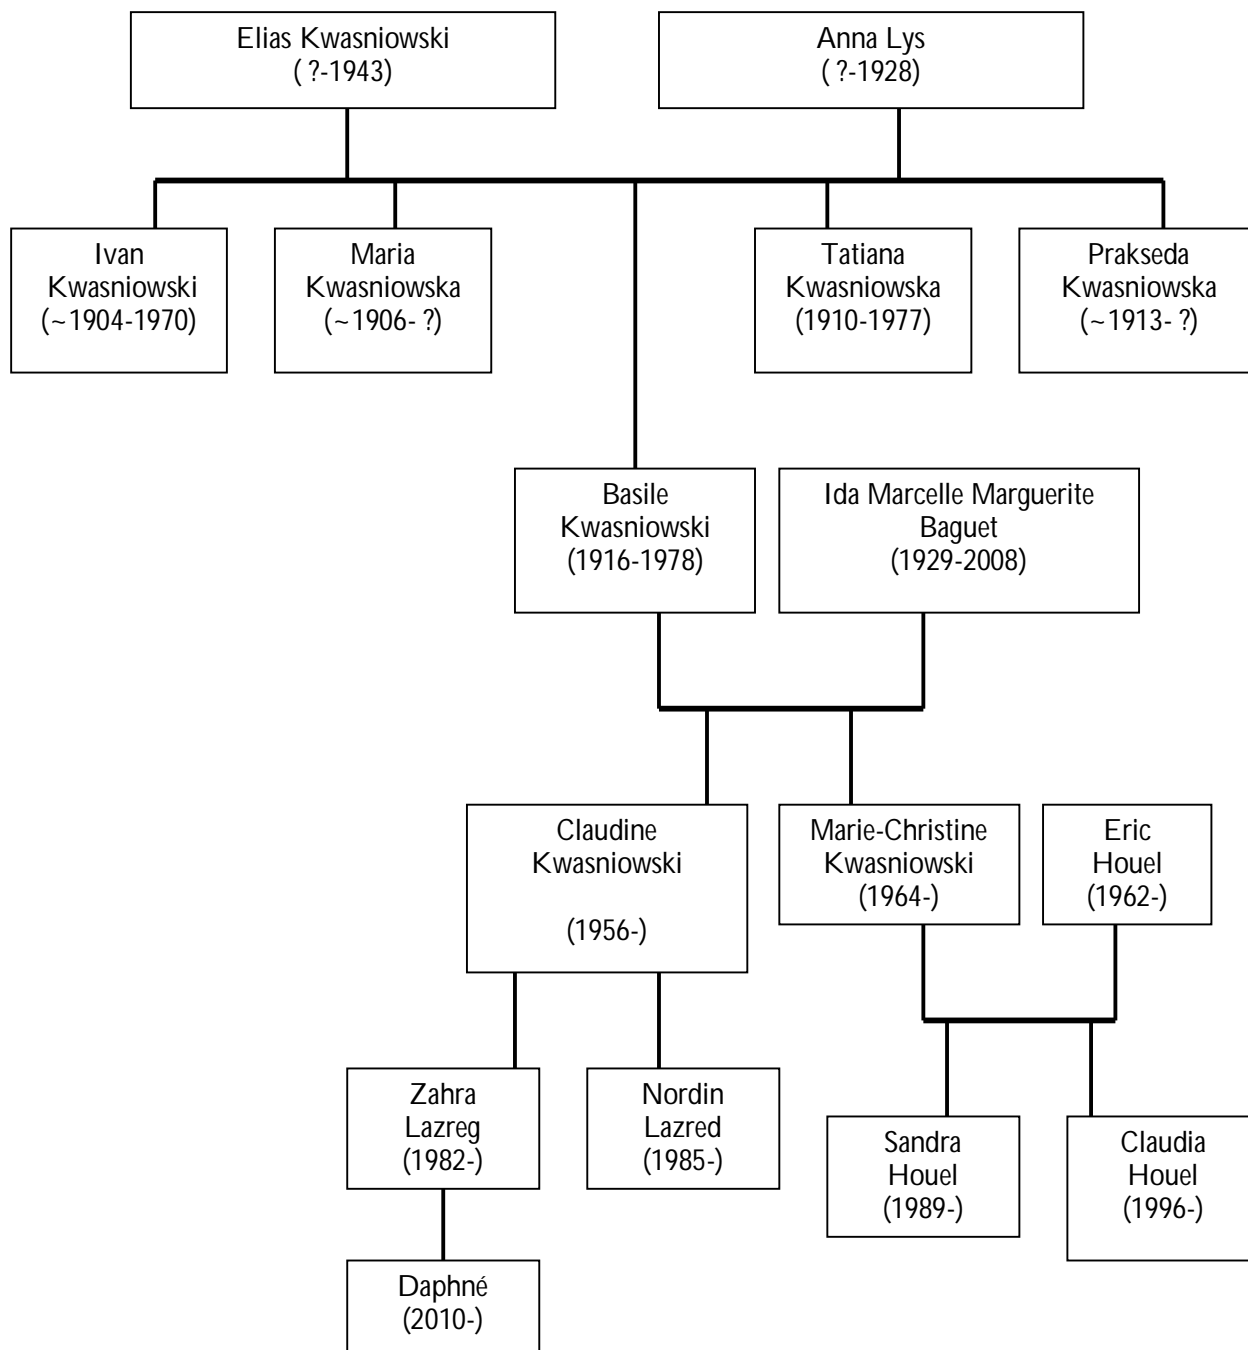 Elias Kwasniowski
( ?-1943)
Anna Lys
( ?-1928)
Ivan
Kwasniowski
(~1904-1970)
Maria
Kwasniowska
(~1906- ?)
Tatiana
Kwasniowska
(1910-1977)
Prakseda
Kwasniowska
(~1913- ?)
Basile
Kwasniowski
(1916-1978)
Ida Marcelle Marguerite
Baguet
(1929-2008)
Claudine
Kwasniowski
(1956-)
Marie-Christine
Kwasniowski
(1964-)
Eric
Houel
(1962-)
Zahra
Lazreg
(1982-)
Nordin
Lazred
(1985-)
Sandra
Houel
(1989-)
Claudia
Houel
(1996-)
Daphné
(2010-)